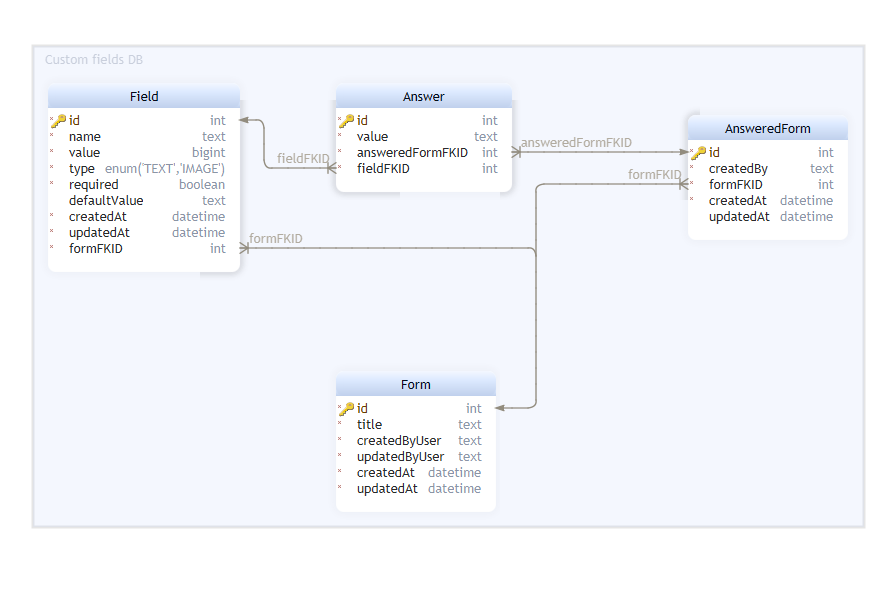 Custom fields DB
Field
id int
name text
value bigint
type enum('TEXT','IMAGE')
required boolean
defaultValue text
createdAt datetime
updatedAt datetime
formFKID int
fieldFKID
formFKID
Answer
id int
value text
answeredFormFKID int
fieldFKID int
answeredFormFKID
formFKID
AnsweredForm
id int
createdBy text
formFKID int
createdAt datetime
updatedAt datetime
Form
id int
title text
createdByUser text
updatedByUser text
createdAt datetime
updatedAt datetime